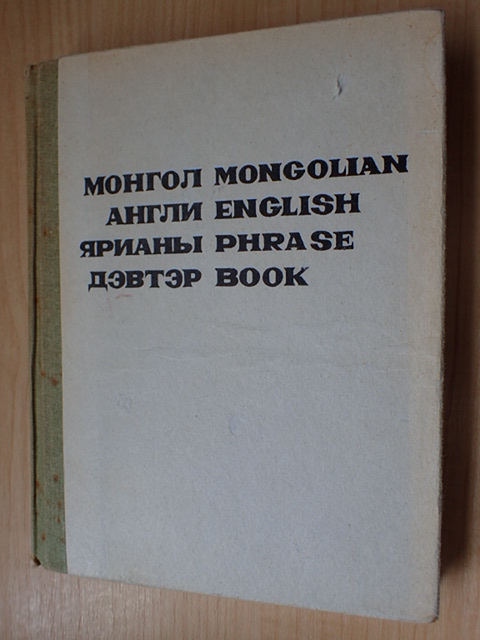 МОНГОЛ MONGOLIAN
АНГЛИ ENGLISH
ЯРИАНЫ PHRASE
ДЭВТЭР BOOK